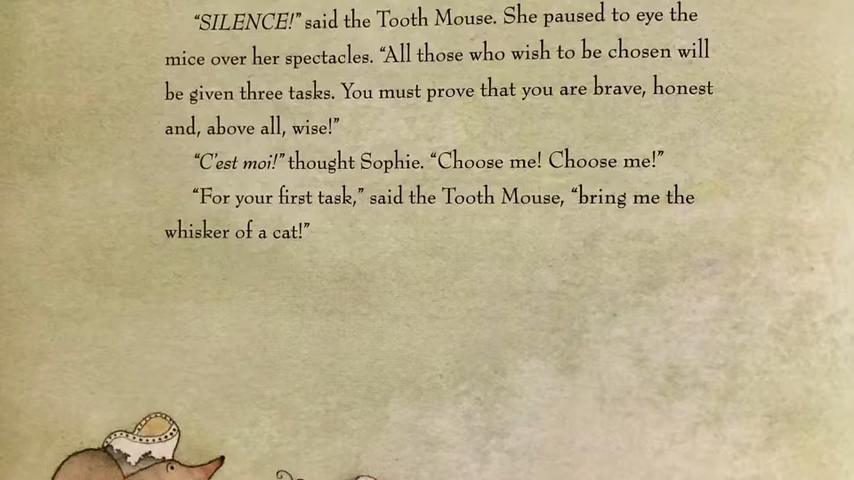 “SILENCE!” said the Tooth Mouse. She paused to eye the
mice over her spectacles. “All those who wish to be chosen will
be given three tasks. You must prove that you are brave, honest
and, above all, wise!”
“C’est moi!” thought Sophie. “Choose me! Choose me!”
“For your first task,” said the Tooth Mouse, “bring me the
whisker of a cat!”